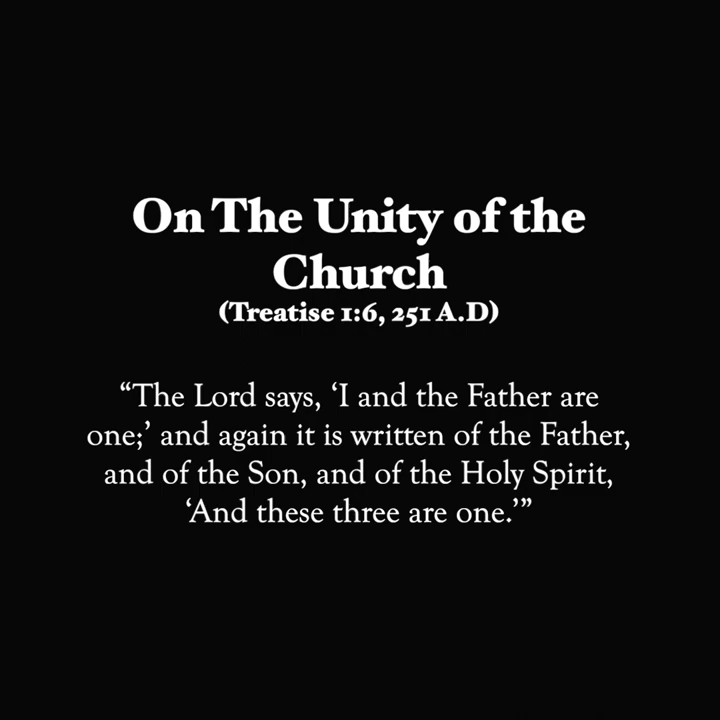 On The Unity of the
Church
(Treatise 1:6, 251 A.D)
“The Lord says, ‘I and the Father are
one;’ and again it is written of the Father,
and of the Son, and of the Holy Spirit,
‘And these three are one.’”